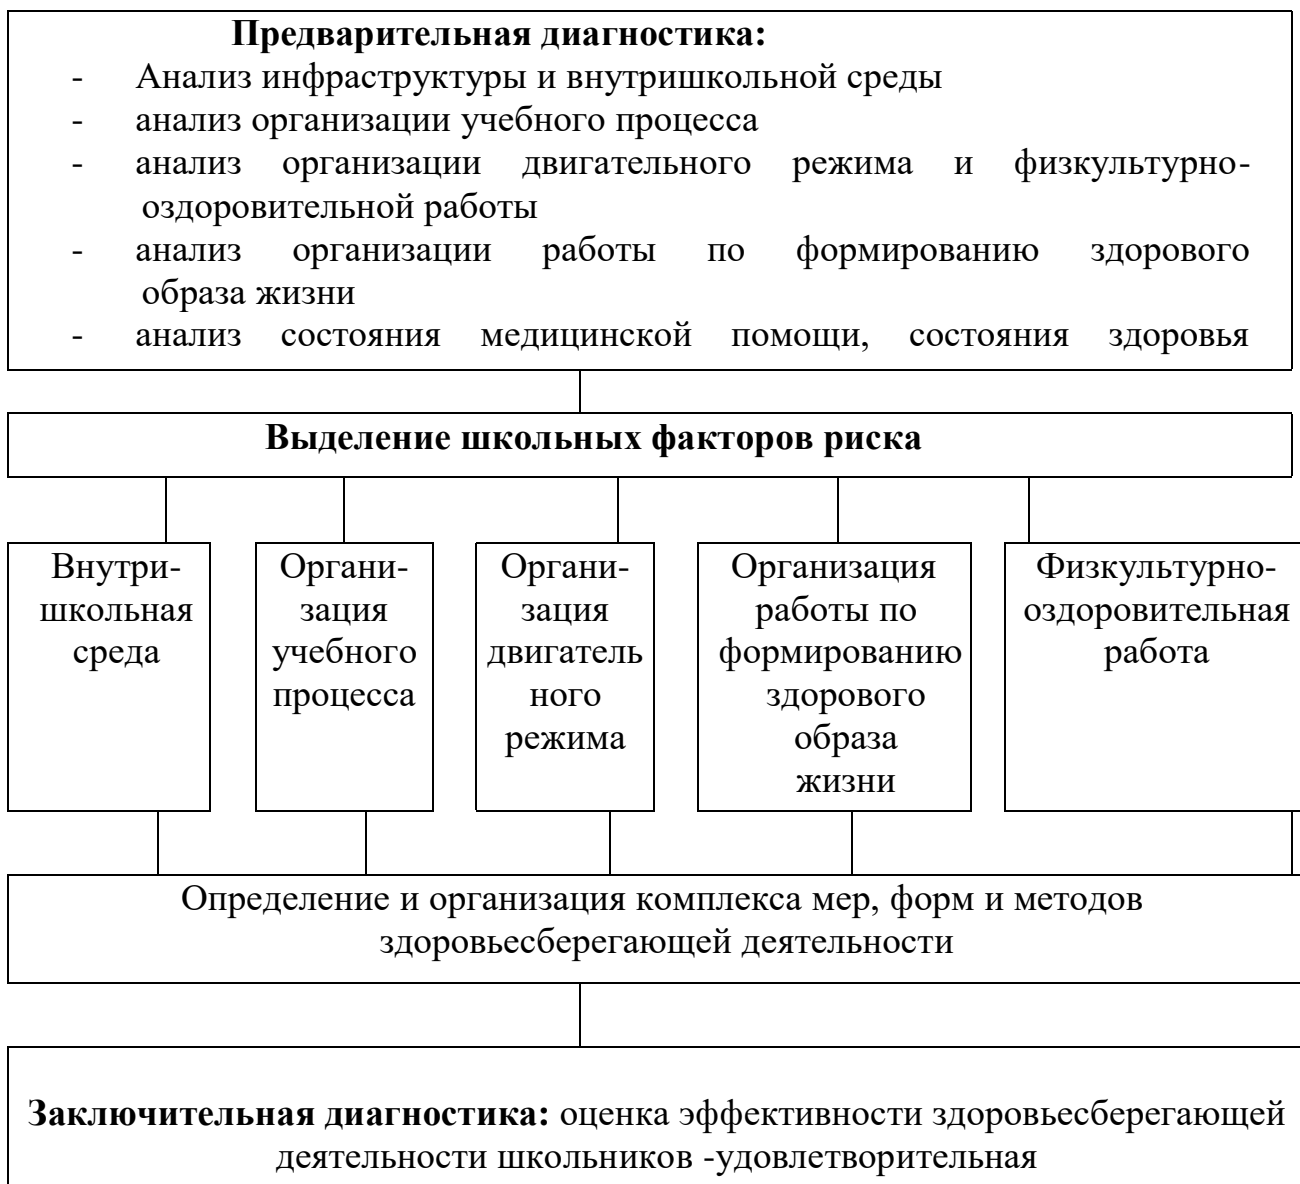 Предварительная диагностика:
- Анализ инфраструктуры и внутришкольной среды
- анализ организации учебного процесса
- анализ организации двигательного режима и физкультурно-
оздоровительной работы
- анализ организации работы по формированию здорового
образа жизни
- анализ состояния медицинской помощи, состояния здоровья
Выделение школьных факторов риска
Внутри-
школьная
среда
Органи-
зация
учебного
процесса
Органи-
зация
двигатель
ного
режима
Организация
работы по
формированию
здорового
образа
жизни
Физкультурно-
оздоровительная
работа
Определение и организация комплекса мер, форм и методов
здоровьесберегающей деятельности
Заключительная диагностика: оценка эффективности здоровьесберегающей
деятельности школьников -удовлетворительная